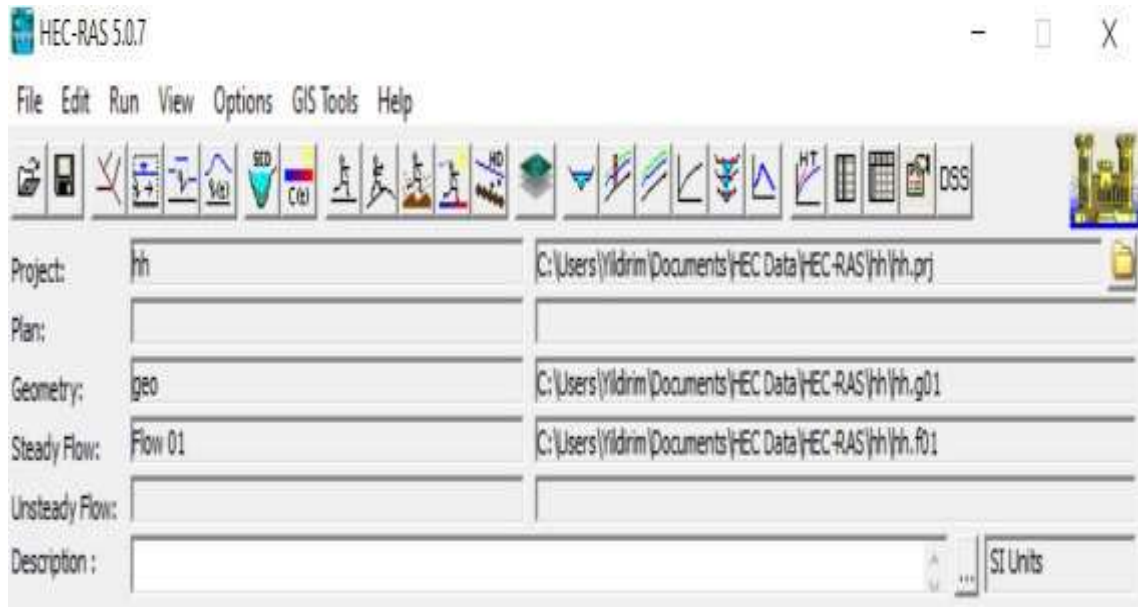 HEC-RAS 5.0.7
File Edit Run View Options GIS Tools Help
SED HD HT
V(t) C(t) DSS
Project: hh C:\Users\Yildirim\Documents\HEC Data\HEC-RAS\hh\hh.prj
Plan:
Geometry: geo C:\Users\Yildirim\Documents\HEC Data\HEC-RAS\hh\hh.g01
Steady Flow: Flow 01 C:\Users\Yildirim\Documents\HEC Data\HEC-RAS\hh\hh.f01
Unsteady Flow:
Description : ... SI Units